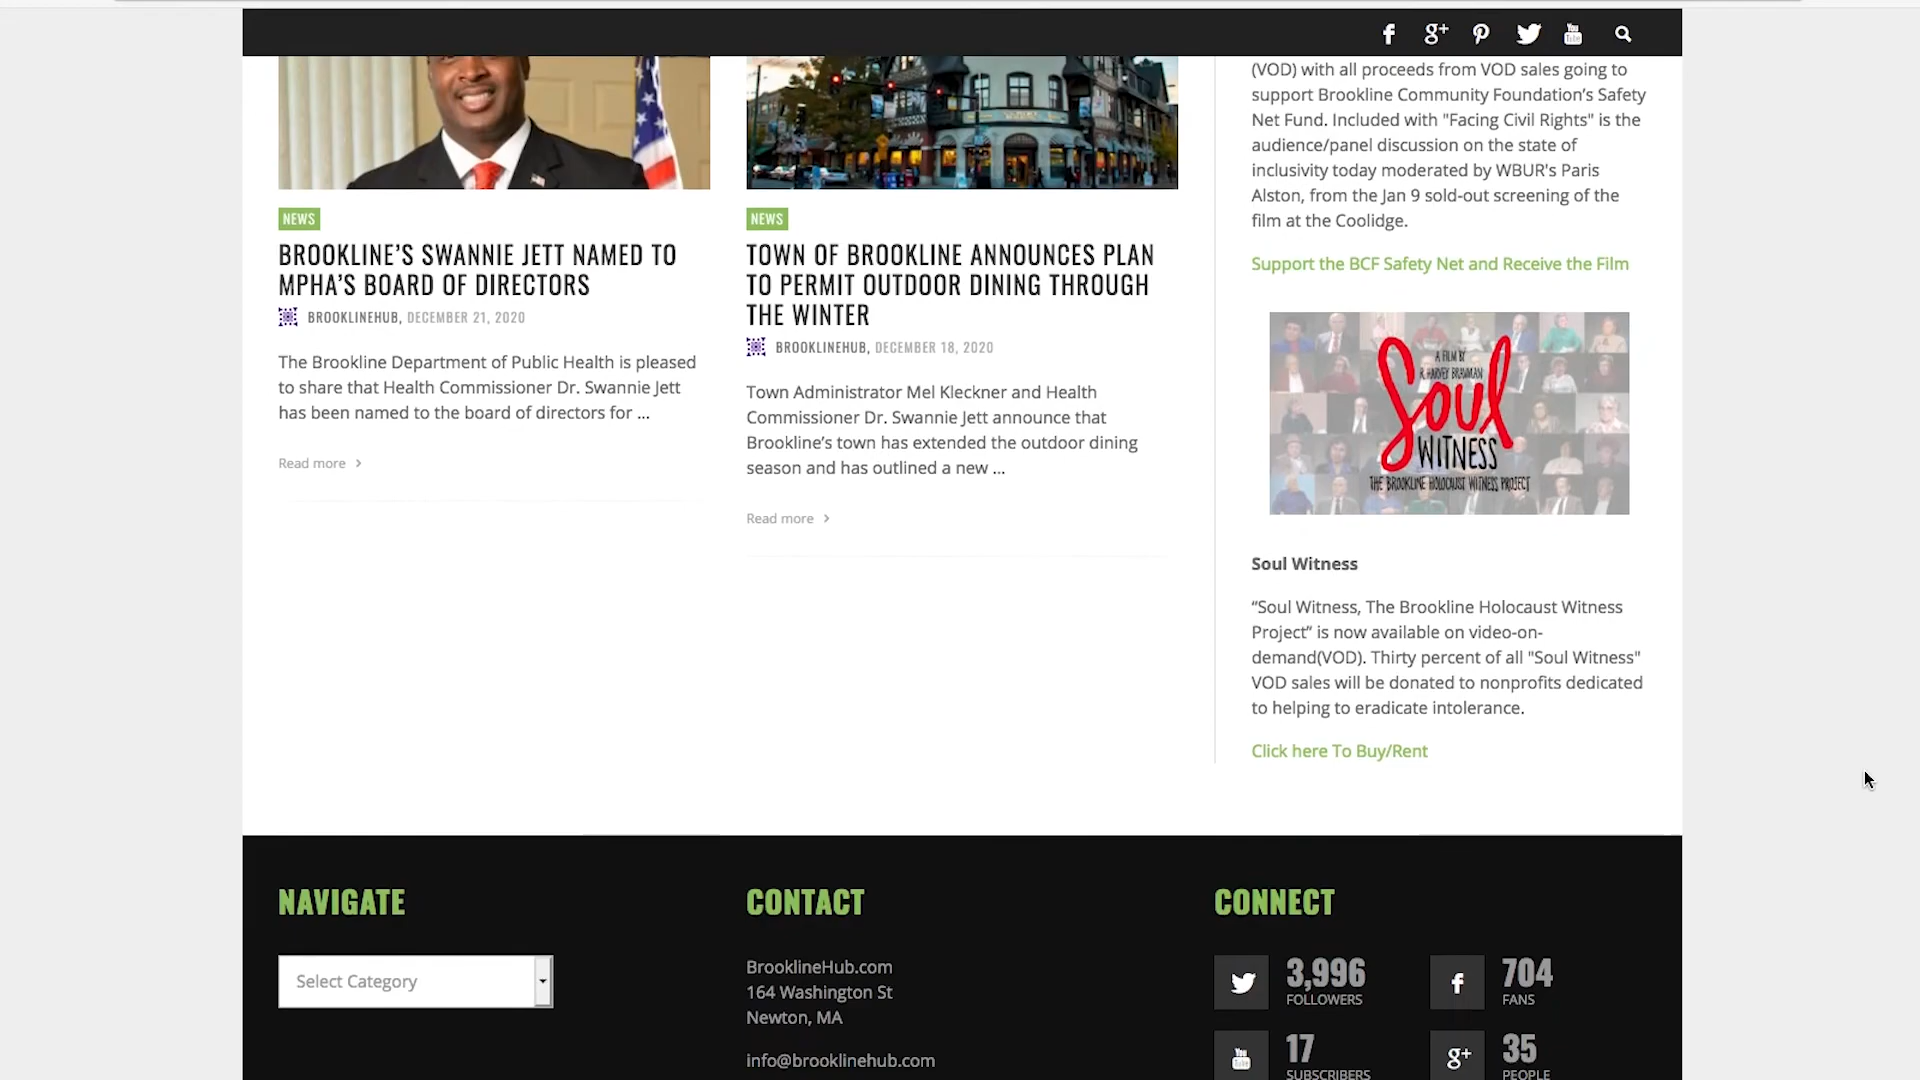 NEWS
BROOKLINE’S SWANNIE JETT NAMED TO
MPHA’S BOARD OF DIRECTORS
BROOKLINEHUB, DECEMBER 21, 2020
The Brookline Department of Public Health is pleased
to share that Health Commissioner Dr. Swannie Jett
has been named to the board of directors for ...
Read more
NEWS
TOWN OF BROOKLINE ANNOUNCES PLAN
TO PERMIT OUTDOOR DINING THROUGH
THE WINTER
BROOKLINEHUB, DECEMBER 18, 2020
Town Administrator Mel Kleckner and Health
Commissioner Dr. Swannie Jett announce that
Brookline’s town has extended the outdoor dining
season and has outlined a new ...
Read more
(VOD) with all proceeds from VOD sales going to
support Brookline Community Foundation’s Safety
Net Fund. Included with "Facing Civil Rights" is the
audience/panel discussion on the state of
inclusivity today moderated by WBUR's Paris
Alston, from the Jan 9 sold-out screening of the
film at the Coolidge.
Support the BCF Safety Net and Receive the Film
A FILM BY
R. HARVEY BRAVMAN
Soul
WITNESS
THE BROOKLINE HOLOCAUST WITNESS PROJECT
Soul Witness
“Soul Witness, The Brookline Holocaust Witness
Project” is now available on video-on-
demand(VOD). Thirty percent of all "Soul Witness"
VOD sales will be donated to nonprofits dedicated
to helping to eradicate intolerance.
Click here To Buy/Rent
NAVIGATE
Select Category
CONTACT
BrooklineHub.com
164 Washington St
Newton, MA
info@brooklinehub.com
CONNECT
3,996
FOLLOWERS
704
FANS
You Tube
17
SUBSCRIBERS
g+
35
PEOPLE